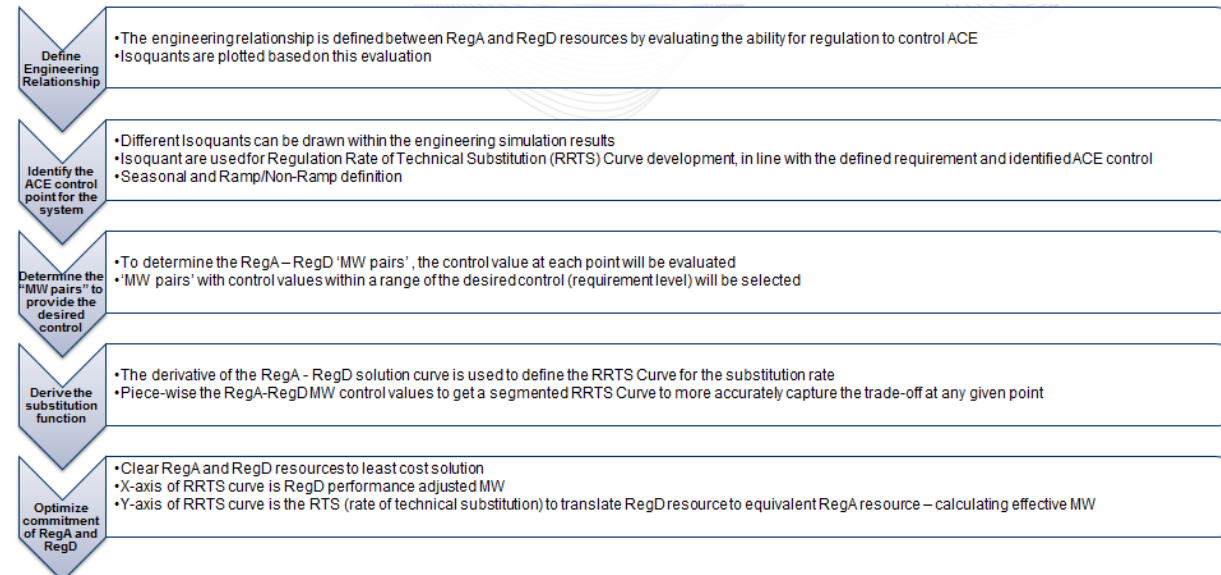 Define
Engineering
Relationship
•The engineering relationship is defined between RegA and RegD resources by evaluating the ability for regulation to control ACE
•Isoquants are plotted based on this evaluation
Identify the
ACE control
point for the
system
•Different Isoquants can be drawn within the engineering simulation results
•Isoquant are used for Regulation Rate of Technical Substitution (RRTS) Curve development, in line with the defined requirement and identified ACE control
•Seasonal and Ramp/Non-Ramp definition
Determine the
“MW pairs” to
provide the
desired
control
•To determine the RegA – RegD ‘MW pairs’ , the control value at each point will be evaluated
•‘MW pairs’ with control values within a range of the desired control (requirement level) will be selected
Derive the
substitution
function
•The derivative of the RegA - RegD solution curve is used to define the RRTS Curve for the substitution rate
•Piece-wise the RegA-RegD MW control values to get a segmented RRTS Curve to more accurately capture the trade-off at any given point
Optimize
commitment
of RegA and
RegD
•Clear RegA and RegD resources to least cost solution
•X-axis of RRTS curve is RegD performance adjusted MW
•Y-axis of RRTS curve is the RTS (rate of technical substitution) to translate RegD resource to equivalent RegA resource – calculating effective MW